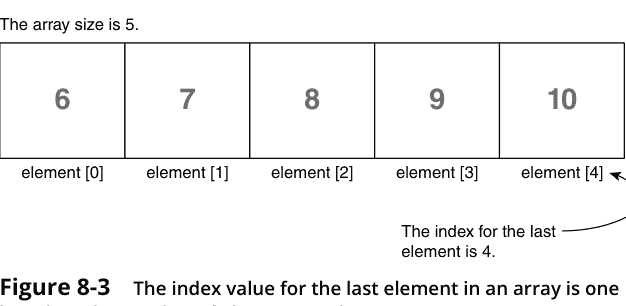 The array size is 5.
6 7 8 9 10
element [0] element [1] element [2] element [3] element [4]
The index for the last
element is 4.
Figure 8-3 The index value for the last element in an array is one